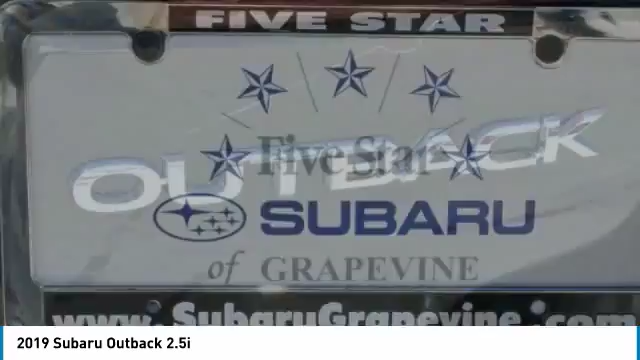 FIVE STAR
Five Star
OUTBACK
SUBARU
of GRAPEVINE
www.SubaruGrapevine.com
2019 Subaru Outback 2.5i